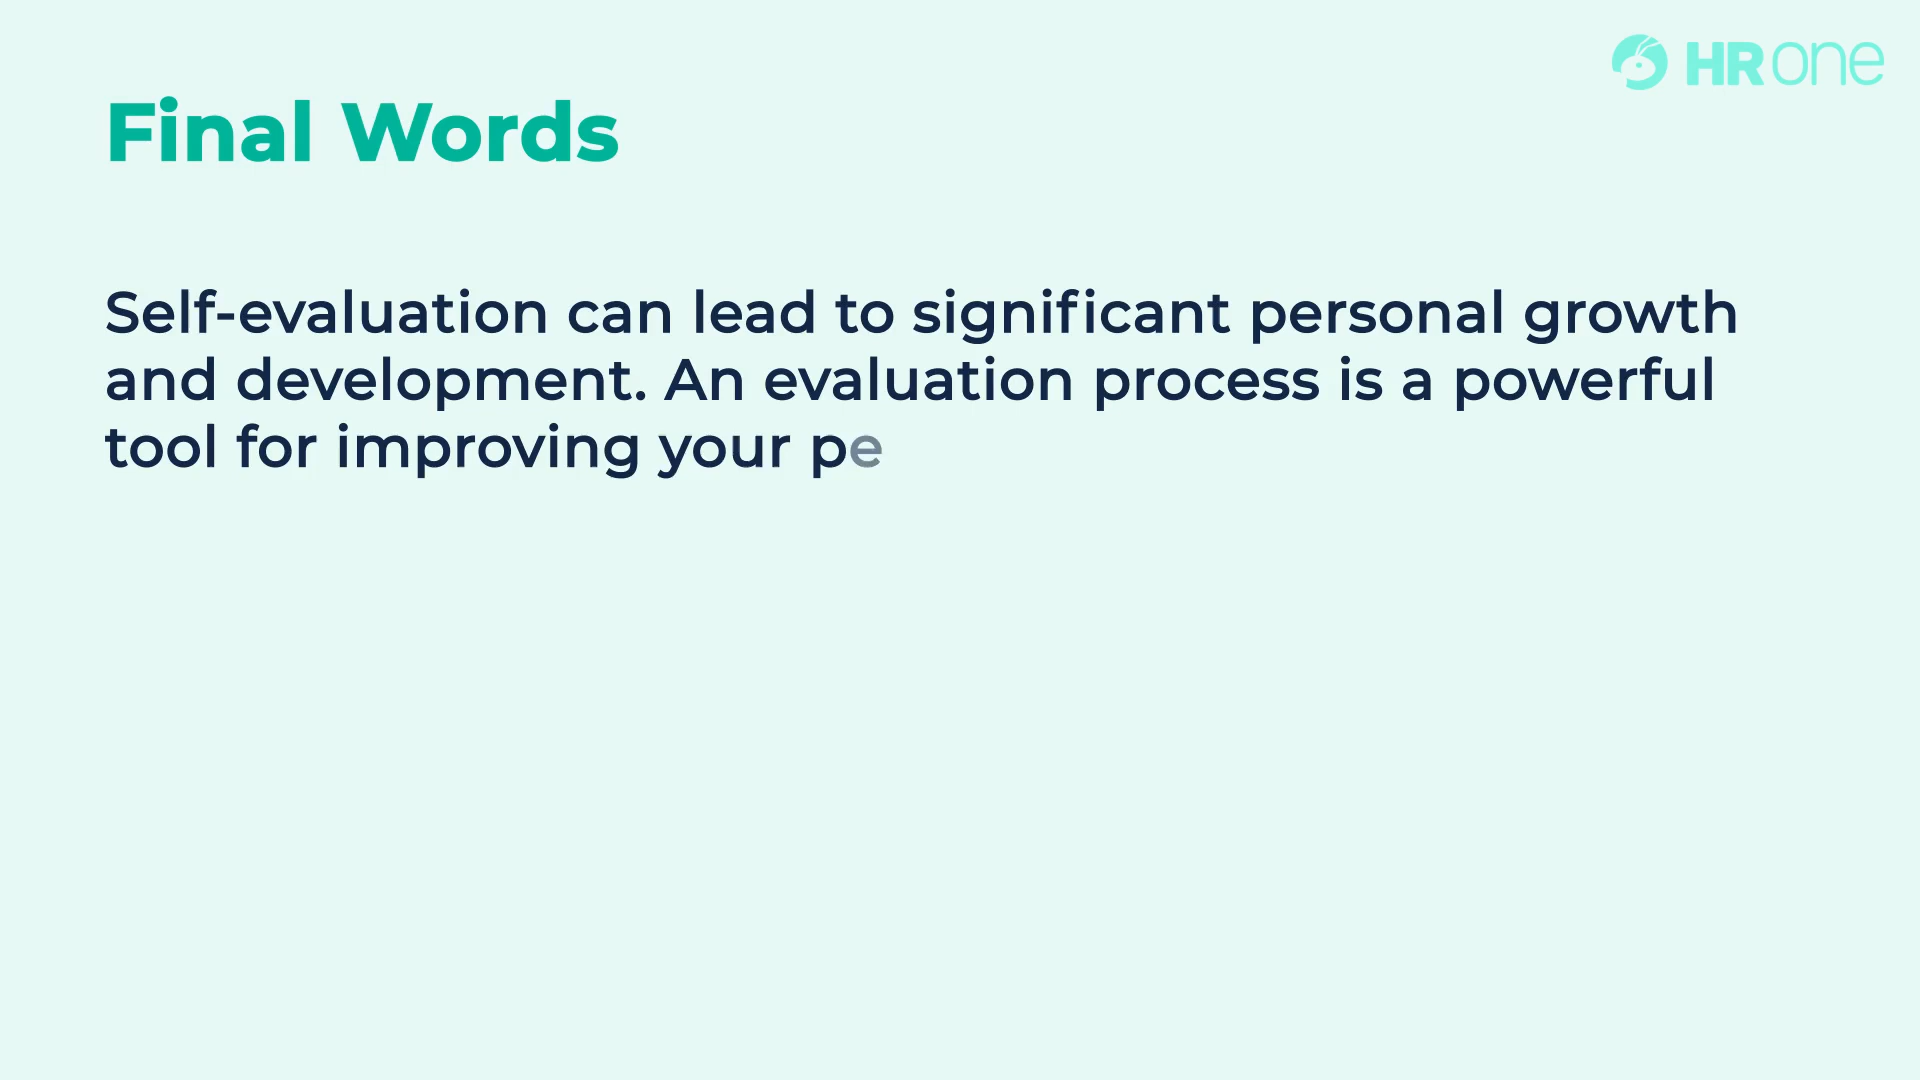 HRone
Final Words
Self-evaluation can lead to significant personal growth
and development. An evaluation process is a powerful
tool for improving your pe